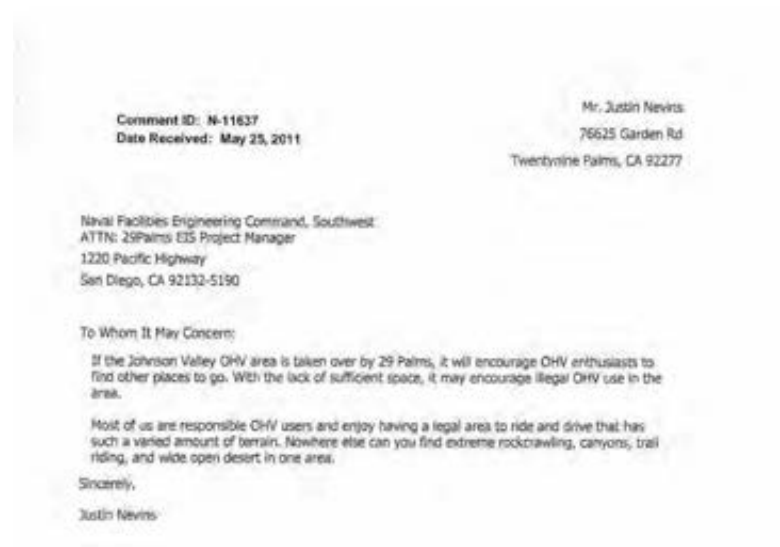 Comment ID: N-11637
Date Received: May 25, 2011
Mr. Justin Nevins
76625 Garden Rd
Twentynine Palms, CA 92277
Naval Facilities Engineering Command, Southwest
ATTN: 29Palms EIS Project Manager
1220 Pacific Highway
San Diego, CA 92132-5190
To Whom It May Concern:
If the Johnson Valley OHV area is taken over by 29 Palms, it will encourage OHV enthusiasts to
find other places to go. With the lack of sufficient space, it may encourage illegal OHV use in the
area.
Most of us are responsible OHV users and enjoy having a legal area to ride and drive that has
such a varied amount of terrain. Nowhere else can you find extreme rockcrawling, canyons, trail
riding, and wide open desert in one area.
Sincerely,
Justin Nevins